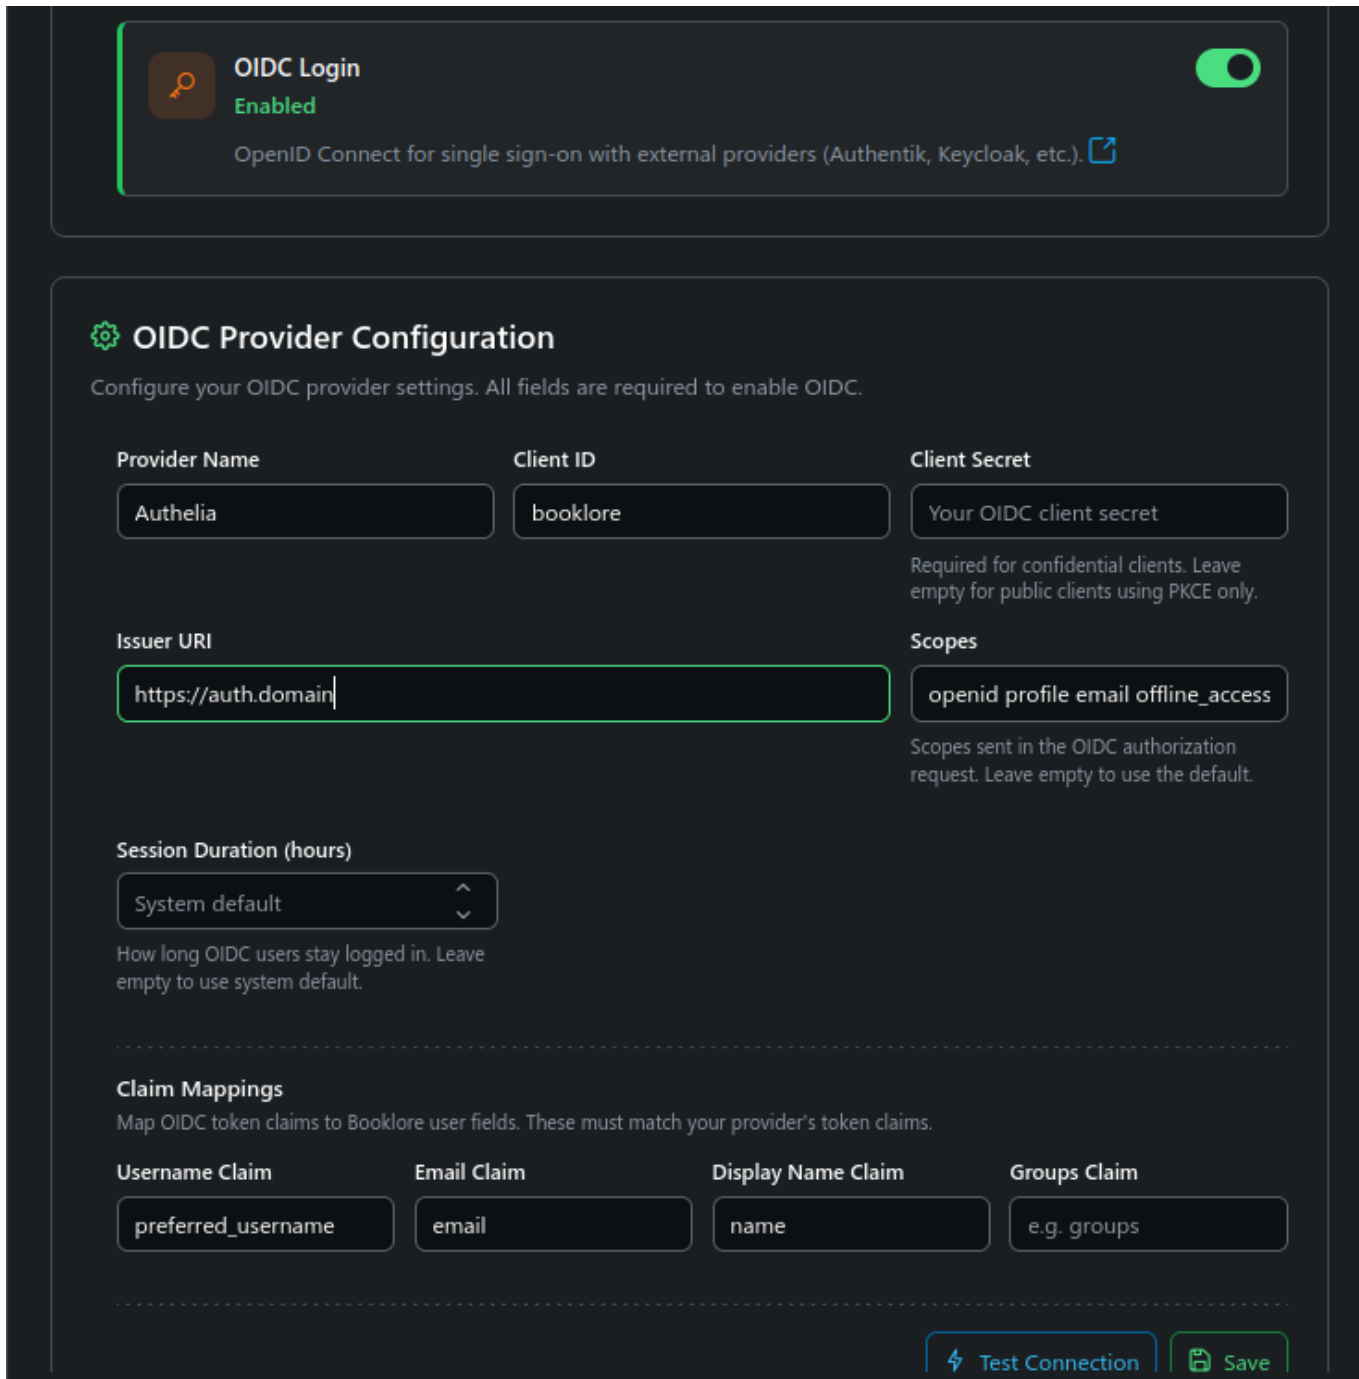 OIDC Login
Enabled
OpenID Connect for single sign-on with external providers (Authentik, Keycloak, etc.).
OIDC Provider Configuration
Configure your OIDC provider settings. All fields are required to enable OIDC.
Provider Name
Client ID
Client Secret
Authelia
booklore
Your OIDC client secret
Required for confidential clients. Leave
empty for public clients using PKCE only.
Issuer URI
Scopes
https://auth.domain
openid profile email offline_access
Scopes sent in the OIDC authorization
request. Leave empty to use the default.
Session Duration (hours)
System default
How long OIDC users stay logged in. Leave
empty to use system default.
Claim Mappings
Map OIDC token claims to Booklore user fields. These must match your provider's token claims.
Username Claim
Email Claim
Display Name Claim
Groups Claim
preferred_username
email
name
e.g. groups
Test Connection
Save